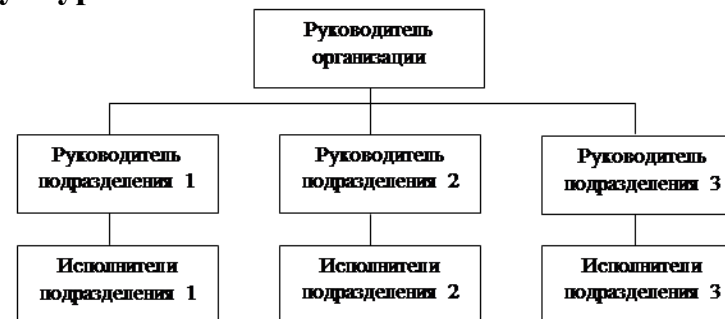 Руководитель
организации
Руководитель
подразделения 1
Руководитель
подразделения 2
Руководитель
подразделения 3
Исполнители
подразделения 1
Исполнители
подразделения 2
Исполнители
подразделения 3